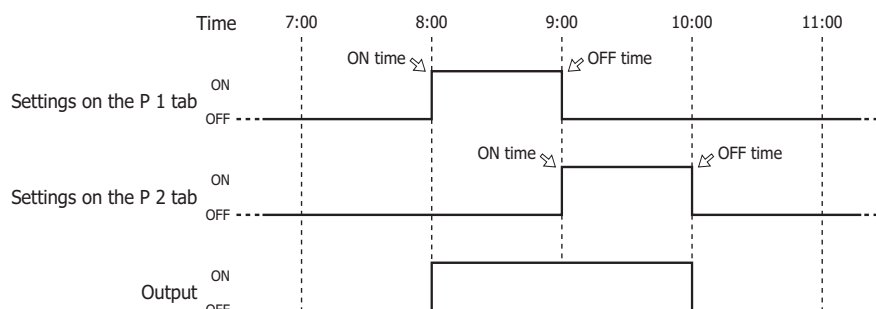 Time 7:00 8:00 9:00 10:00 11:00
ON time OFF time
ON
Settings on the P 1 tab
OFF
ON time OFF time
ON
Settings on the P 2 tab
OFF
ON
Output
OFF